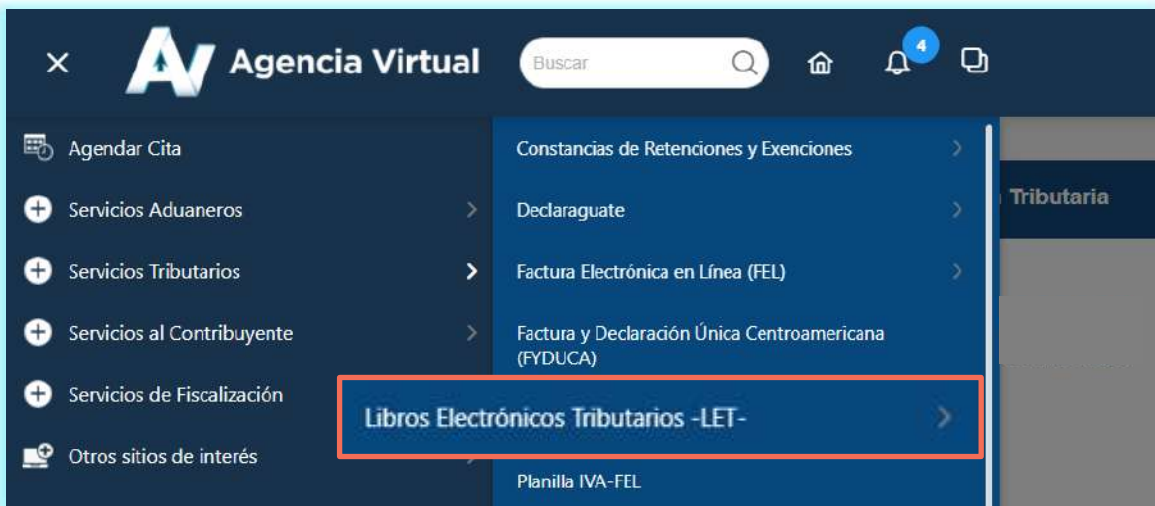 AV Agencia Virtual
Buscar
4
Agendar Cita
Servicios Aduaneros
Servicios Tributarios
Servicios al Contribuyente
Servicios de Fiscalización
Otros sitios de interés
Constancias de Retenciones y Exenciones
Declaraguate
Factura Electrónica en Línea (FEL)
Factura y Declaración Única Centroamericana
(FYDUCA)
Libros Electrónicos Tributarios -LET-
Planilla IVA-FEL
Tributaria